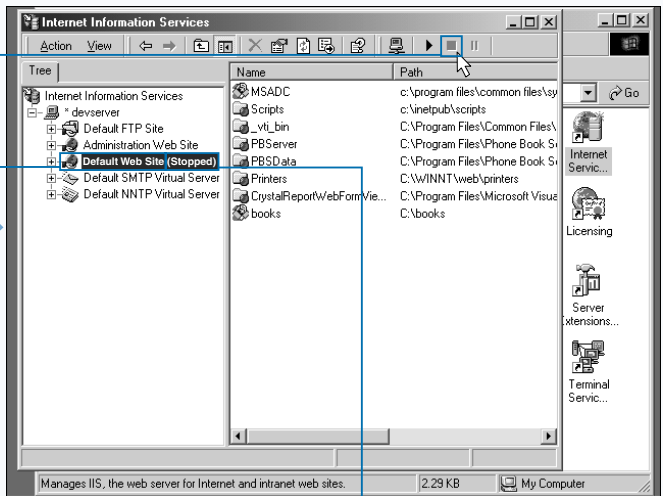 Internet Information Services
Action View
Tree
Name Path
Internet Information Services
* devserver
Default FTP Site
Administration Web Site
Default Web Site (Stopped)
Default SMTP Virtual Server
Default NNTP Virtual Server
MSADC c:\program files\common files\sy
Scripts c:\inetpub\scripts
_vti_bin C:\Program Files\Common Files\
PBServer C:\Program Files\Phone Book Se
PBSData C:\Program Files\Phone Book Se
Printers C:\WINNT\web\printers
CrystalReportWebFormVie... C:\Program Files\Microsoft Visua
books C:\books
Go
Internet
Servic...
Licensing
Server
Extensions...
Terminal
Servic...
Manages IIS, the web server for Internet and intranet web sites. 2.29 KB My Computer